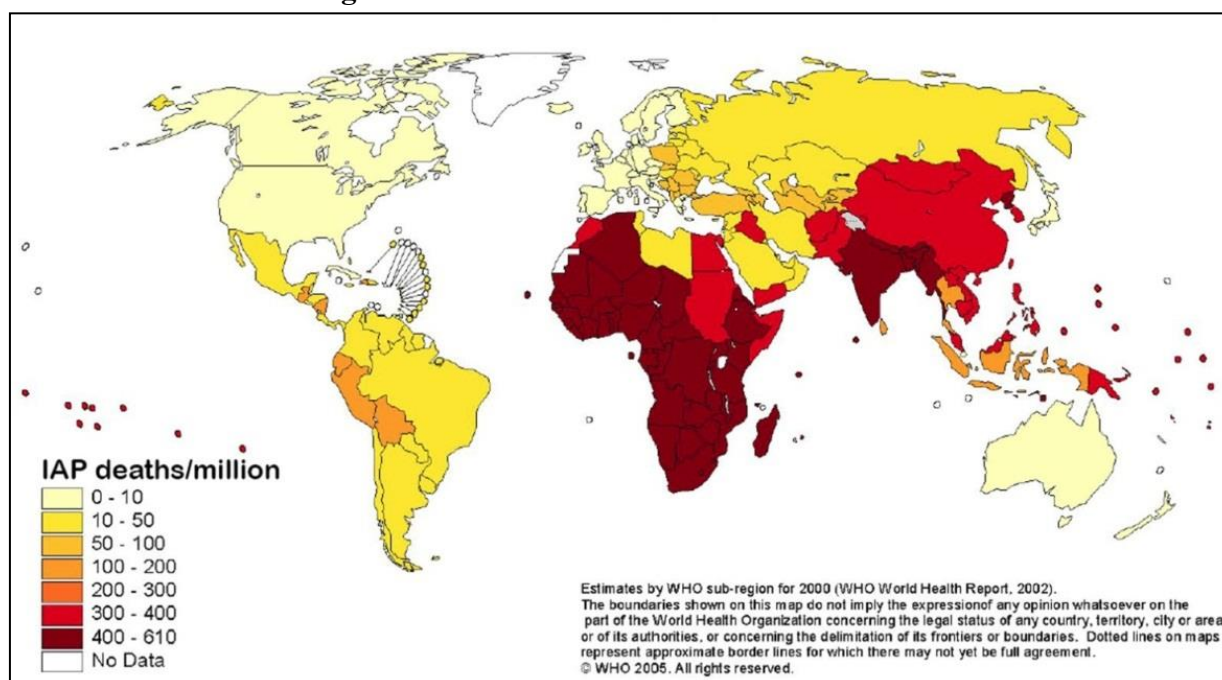 IAP deaths/million
0 - 10
10 - 50
50 - 100
100 - 200
200 - 300
300 - 400
400 - 610
No Data
Estimates by WHO sub-region for 2000 (WHO World Health Report, 2002).
The boundaries shown on this map do not imply the expressionof any opinion whatsoever on the
part of the World Health Organization concerning the legal status of any country, territory, city or area
or of its authorities, or concerning the delimitation of its frontiers or boundaries. Dotted lines on maps
represent approximate border lines for which there may not yet be full agreement.
© WHO 2005. All rights reserved.